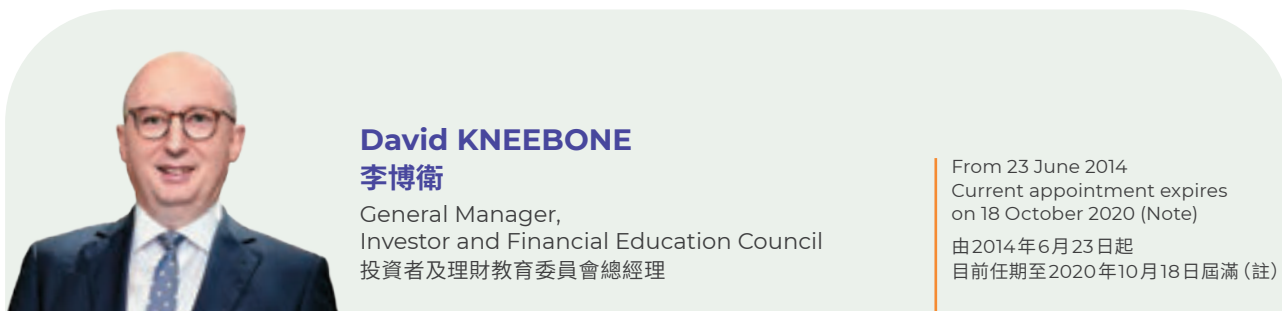 David KNEEBONE
李博衛
General Manager,
Investor and Financial Education Council
投資者及理財教育委員會總經理
From 23 June 2014
Current appointment expires
on 18 October 2020 (Note)
由2014年6月23日起
目前任期至2020年10月18日屆滿(註)